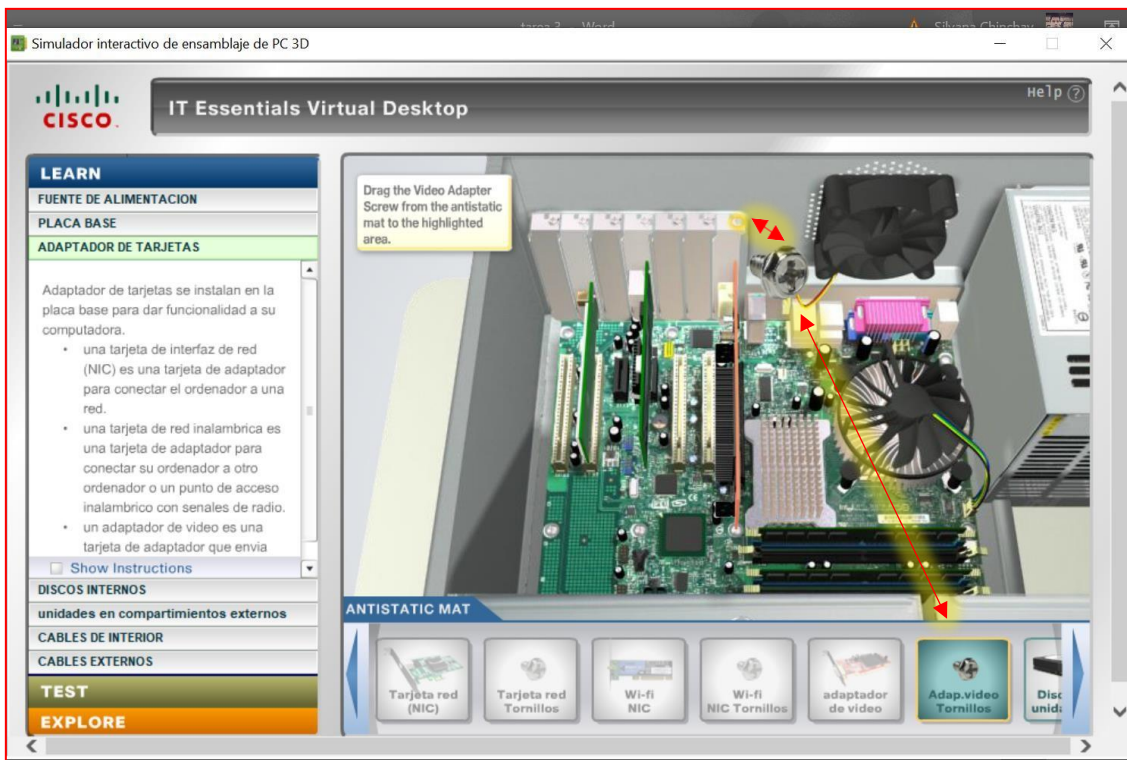 tarea 3 - Word
Silvana Chinchay
Simulador interactivo de ensamblaje de PC 3D
CISCO
IT Essentials Virtual Desktop
Help ?
LEARN
FUENTE DE ALIMENTACION
PLACA BASE
ADAPTADOR DE TARJETAS
Adaptador de tarjetas se instalan en la
placa base para dar funcionalidad a su
computadora.
• una tarjeta de interfaz de red
(NIC) es una tarjeta de adaptador
para conectar el ordenador a una
red.
• una tarjeta de red inalambrica es
una tarjeta de adaptador para
conectar su ordenador a otro
ordenador o un punto de acceso
inalambrico con senales de radio.
• un adaptador de video es una
tarjeta de adaptador que envia
Show Instructions
DISCOS INTERNOS
unidades en compartimientos externos
CABLES DE INTERIOR
CABLES EXTERNOS
TEST
EXPLORE
Drag the Video Adapter
Screw from the antistatic
mat to the highlighted
area.
ANTISTATIC MAT
Tarjeta red
(NIC)
Tarjeta red
Tornillos
Wi-fi
NIC
Wi-fi
NIC Tornillos
adaptador
de video
Adap.video
Tornillos
Disc
unida